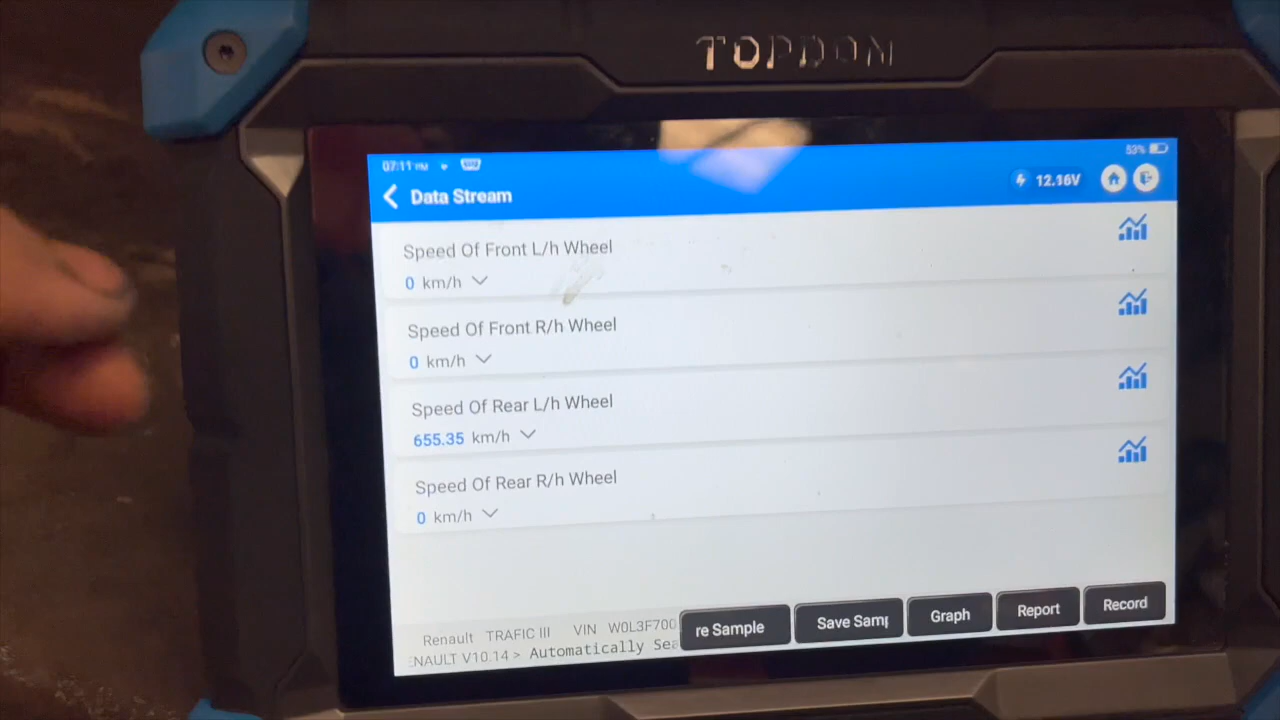 TOPDON
07:11 PM
53%
Data Stream
12.16V
Speed Of Front L/h Wheel
0 km/h
Speed Of Front R/h Wheel
0 km/h
Speed Of Rear L/h Wheel
655.35 km/h
Speed Of Rear R/h Wheel
0 km/h
Renault TRAFIC III VIN W0L3F700
re Sample
Save Samp
Graph
Report
Record
ENAULT V10.14 > Automatically Sea